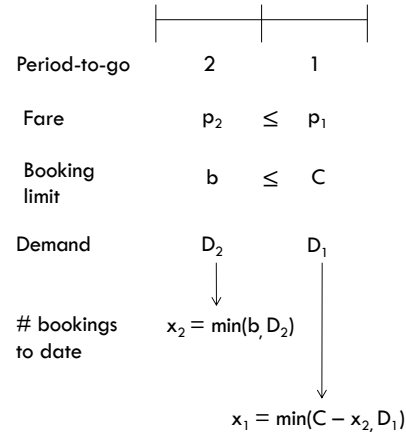 Period-to-go 2 1
Fare p₂ ≤ p₁
Booking
limit b ≤ C
Demand D₂ D₁
# bookings
to date x₂ = min(b, D₂)
x₁ = min(C − x₂, D₁)